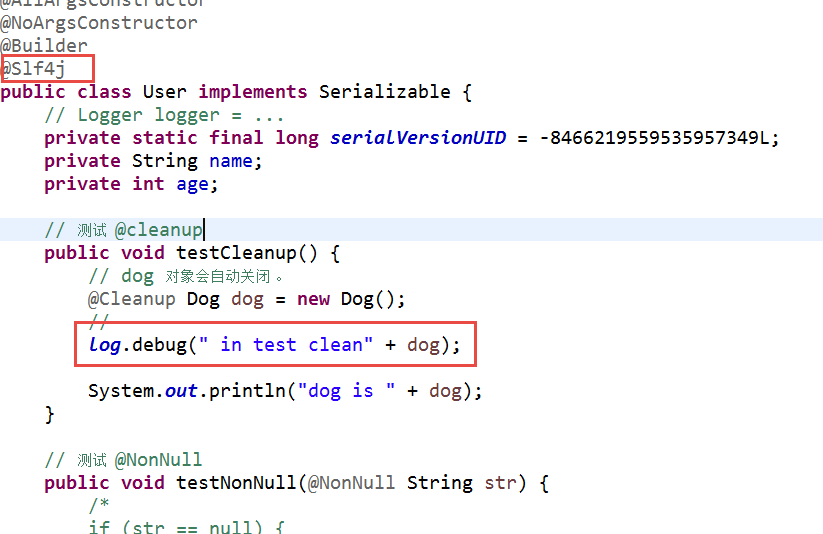 @AllArgsConstructor
@NoArgsConstructor
@Builder
@Slf4j
public class User implements Serializable {
// Logger logger = ...
private static final long serialVersionUID = -8466219559535957349L;
private String name;
private int age;
// 测试 @cleanup
public void testCleanup() {
// dog 对象会自动关闭 。
@Cleanup Dog dog = new Dog();
//
log.debug(" in test clean" + dog);
System.out.println("dog is " + dog);
}
// 测试 @NonNull
public void testNonNull(@NonNull String str) {
/*
if (str == null) {